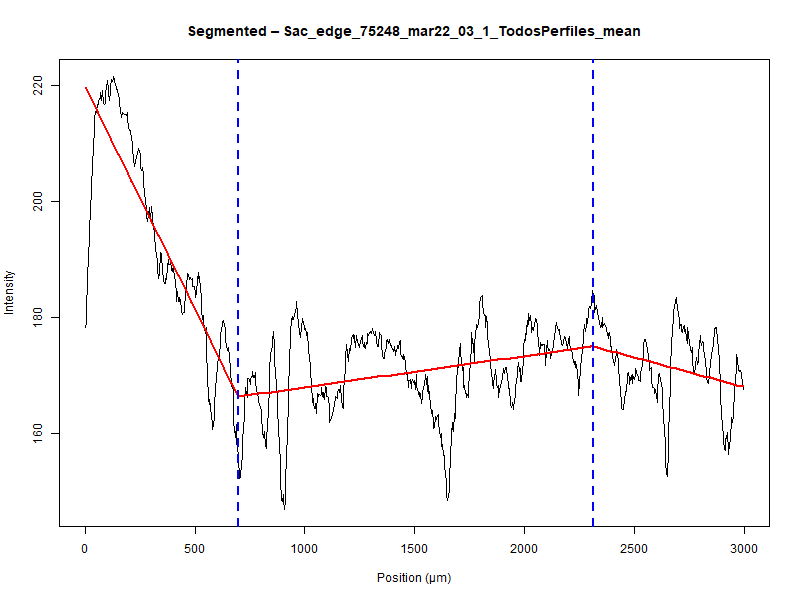 Segmented – Sac_edge_75248_mar22_03_1_TodosPerfiles_mean
Intensity
220
200
180
160
0 500 1000 1500 2000 2500 3000
Position (µm)